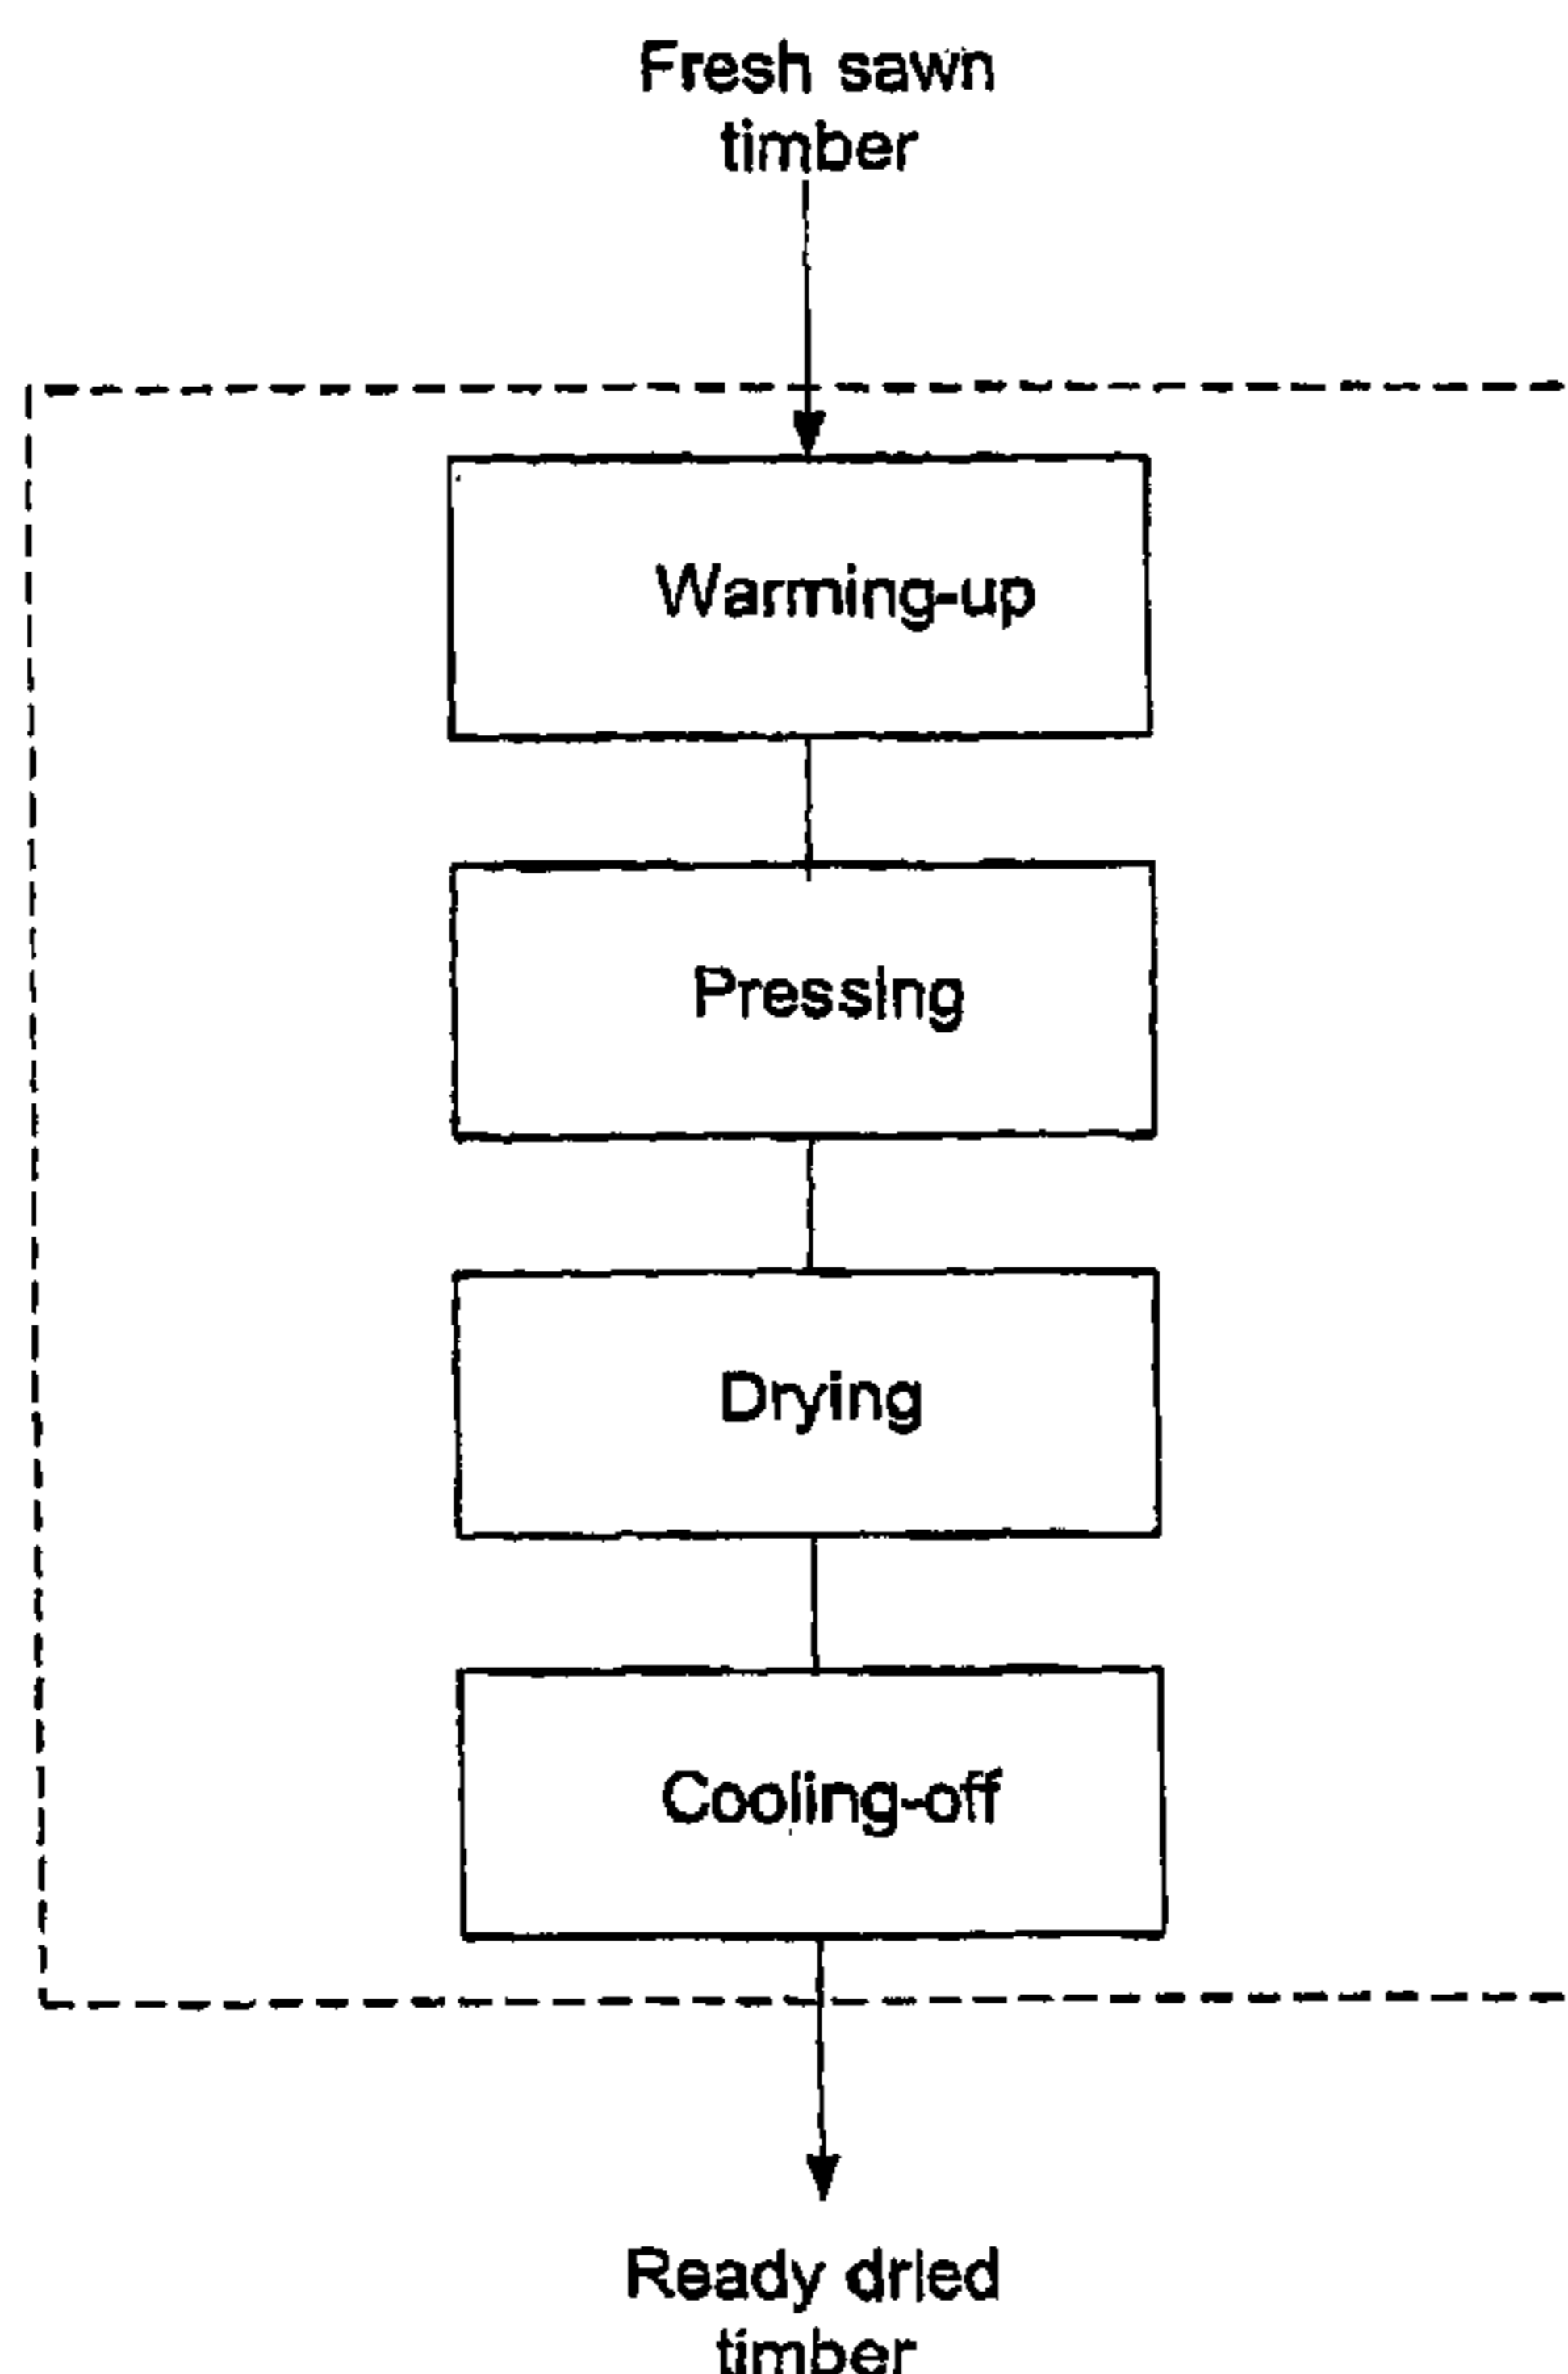 Fresh sawn
timber
Warming-up
Pressing
Drying
Cooling-off
Ready dried
timber